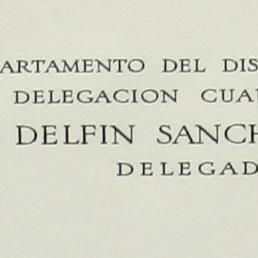 ARTAMENTO DEL DIS
DELEGACION CUA
DELFIN SANCH
DELEGAD